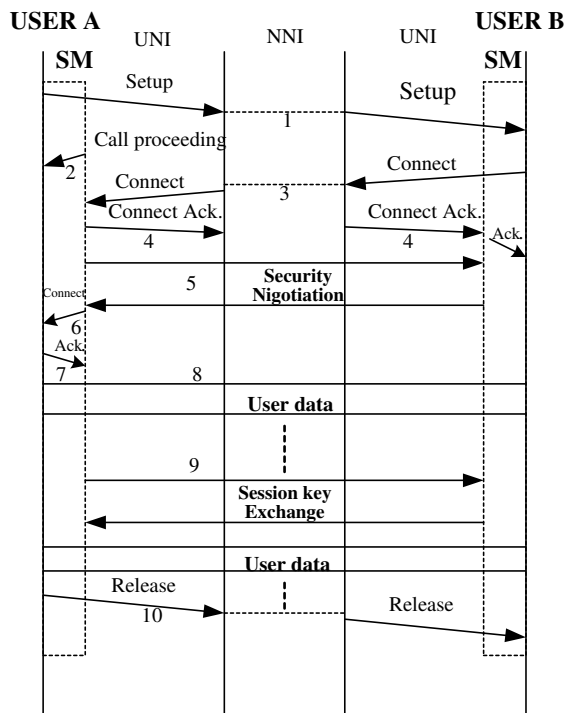 USER A
USER B
UNI
NNI
UNI
SM
SM
Setup
Setup
1
Call proceeding
2
Connect
Connect
3
Connect Ack.
Connect Ack.
4
4
Ack.
5
Security
Nigotiation
Connect
6
Ack.
7
8
User data
9
Session key
Exchange
User data
Release
10
Release